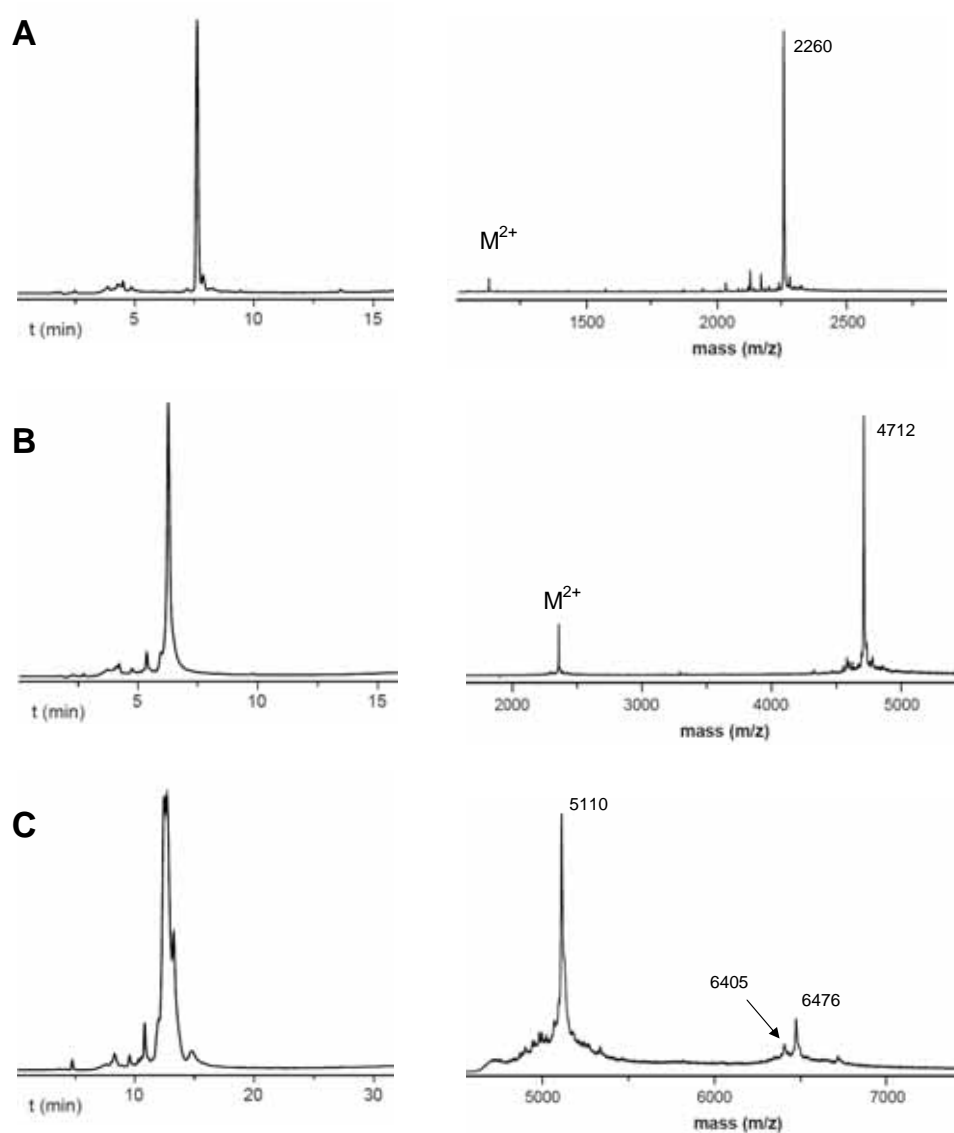 A
2260
M2+
5 10 15
t (min)
1500 2000 2500
mass (m/z)
B
4712
M2+
5 10 15
t (min)
2000 3000 4000 5000
mass (m/z)
C
5110
6405
6476
10 20 30
t (min)
5000 6000 7000
mass (m/z)